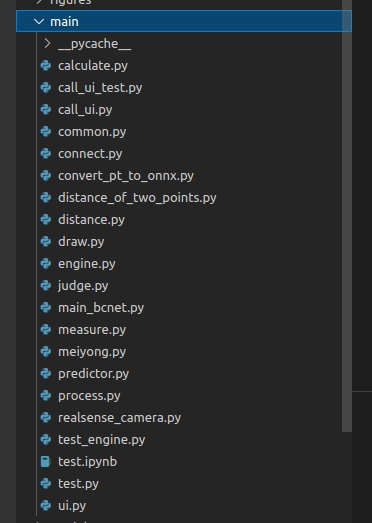 figures
main
__pycache__
calculate.py
call_ui_test.py
call_ui.py
common.py
connect.py
convert_pt_to_onnx.py
distance_of_two_points.py
distance.py
draw.py
engine.py
judge.py
main_bcnet.py
measure.py
meiyong.py
predictor.py
process.py
realsense_camera.py
test_engine.py
test.ipynb
test.py
ui.py